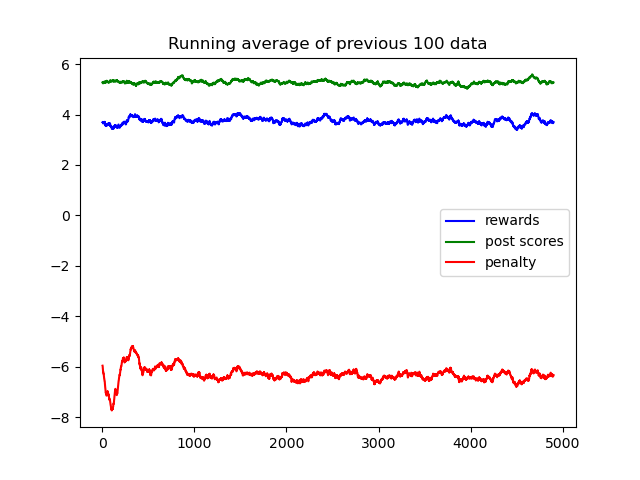 Running average of previous 100 data
6
4
2
0
−2
−4
−6
−8
rewards
post scores
penalty
0 1000 2000 3000 4000 5000